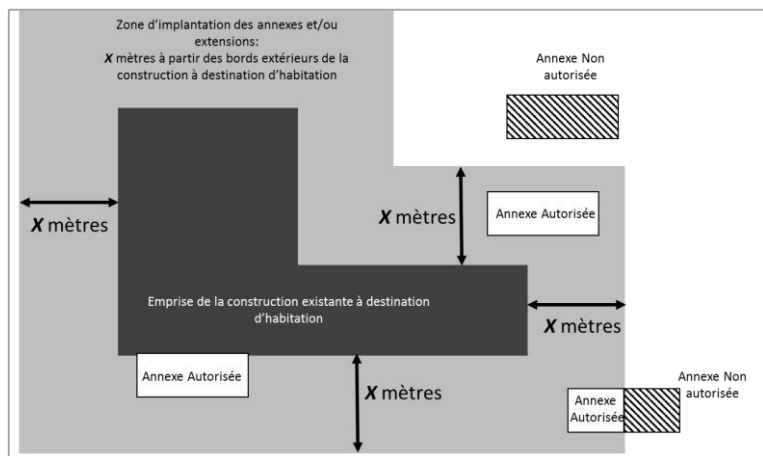 Zone d'implantation des annexes et/ou
extensions:
X mètres à partir des bords extérieurs de la
construction à destination d'habitation
Annexe Non
autorisée
X mètres
X mètres
Annexe Autorisée
Emprise de la construction existante à destination
d'habitation
X mètres
Annexe Autorisée
X mètres
Annexe
Autorisée
Annexe Non
autorisée